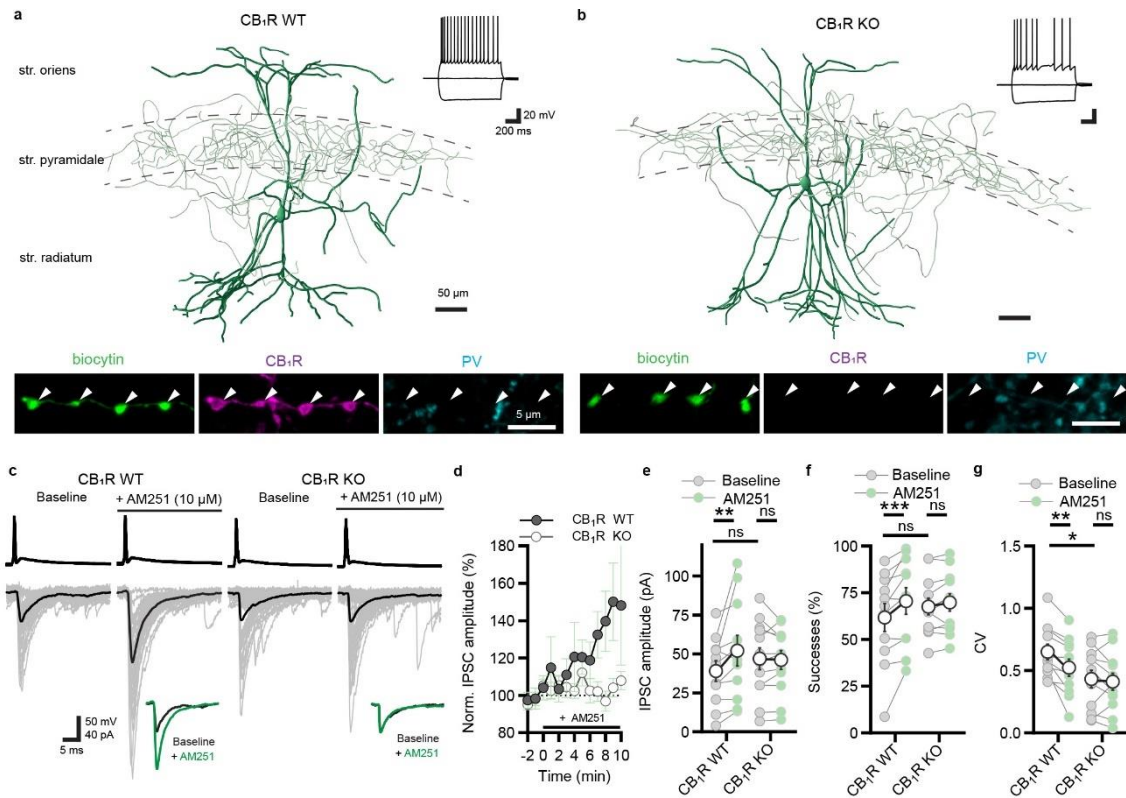 a
CB₁R WT
str. oriens
20 mV
200 ms
str. pyramidale
str. radiatum
50 µm
b
CB₁R KO
biocytin
CB₁R
PV
5 µm
biocytin
CB₁R
PV
c
CB₁R WT
CB₁R KO
Baseline
+ AM251 (10 µM)
Baseline
+ AM251 (10 µM)
50 mV
40 pA
5 ms
Baseline
+ AM251
Baseline
+ AM251
d
CB₁R WT
CB₁R KO
Norm. IPSC amplitude (%)
180
160
140
120
100
80
+ AM251
-2 0 2 4 6 8 10
Time (min)
e
Baseline
AM251
** ns
ns
IPSC amplitude (pA)
100
75
50
25
0
CB₁R WT
CB₁R KO
f
Baseline
AM251
*** ns
ns
Successes (%)
100
75
50
25
0
CB₁R WT
CB₁R KO
g
Baseline
AM251
** ns
*
CV
1.5
1.0
0.5
0.0
CB₁R WT
CB₁R KO